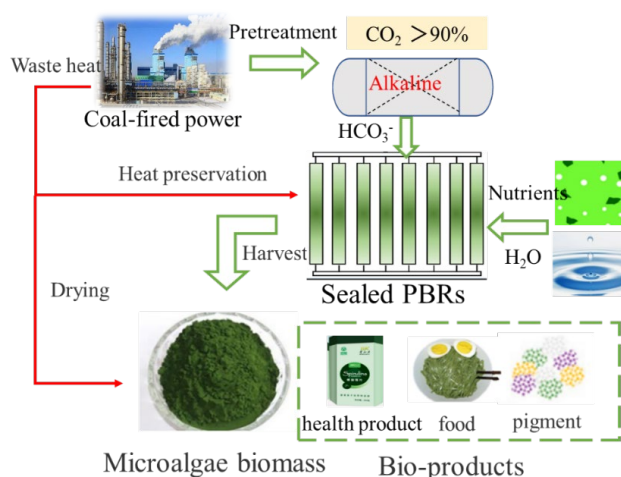 Pretreatment
CO₂ >90%
Waste heat
Alkaline
Coal-fired power
HCO₃⁻
Heat preservation
Nutrients
Harvest
H₂O
Sealed PBRs
Drying
health product
food
pigment
Microalgae biomass
Bio-products